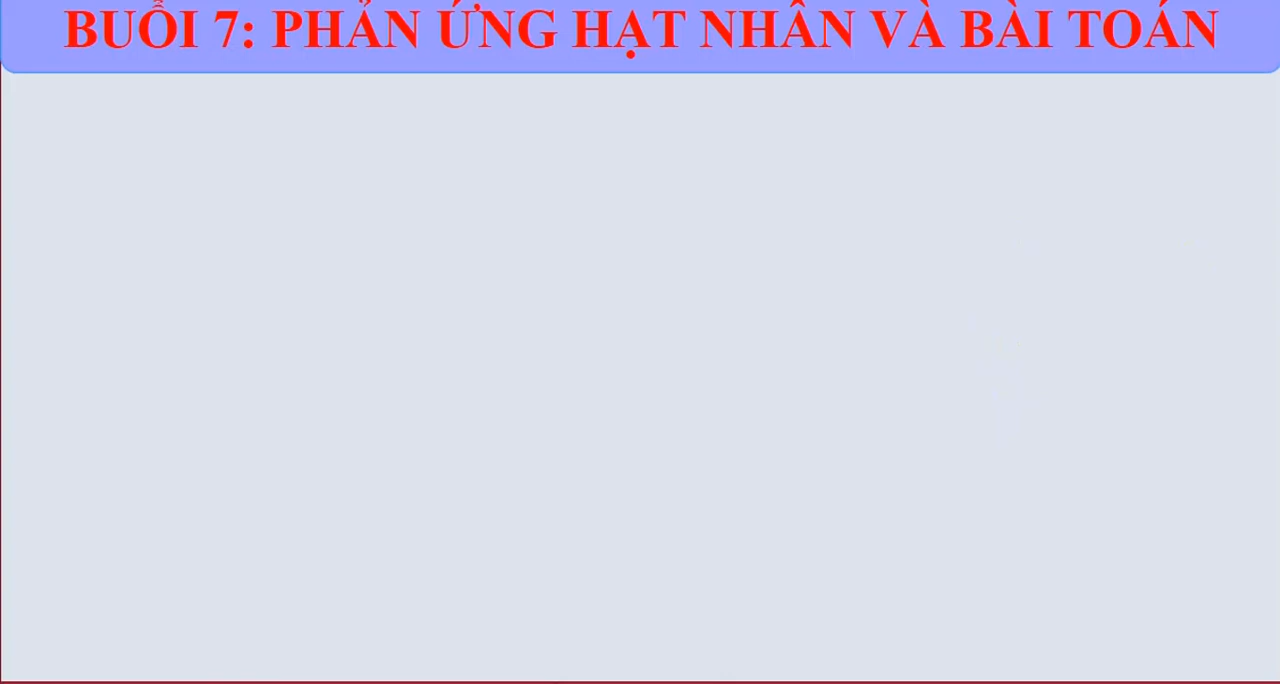 BUỔI 7: PHẢN ỨNG HẠT NHÂN VÀ BÀI TOÁN